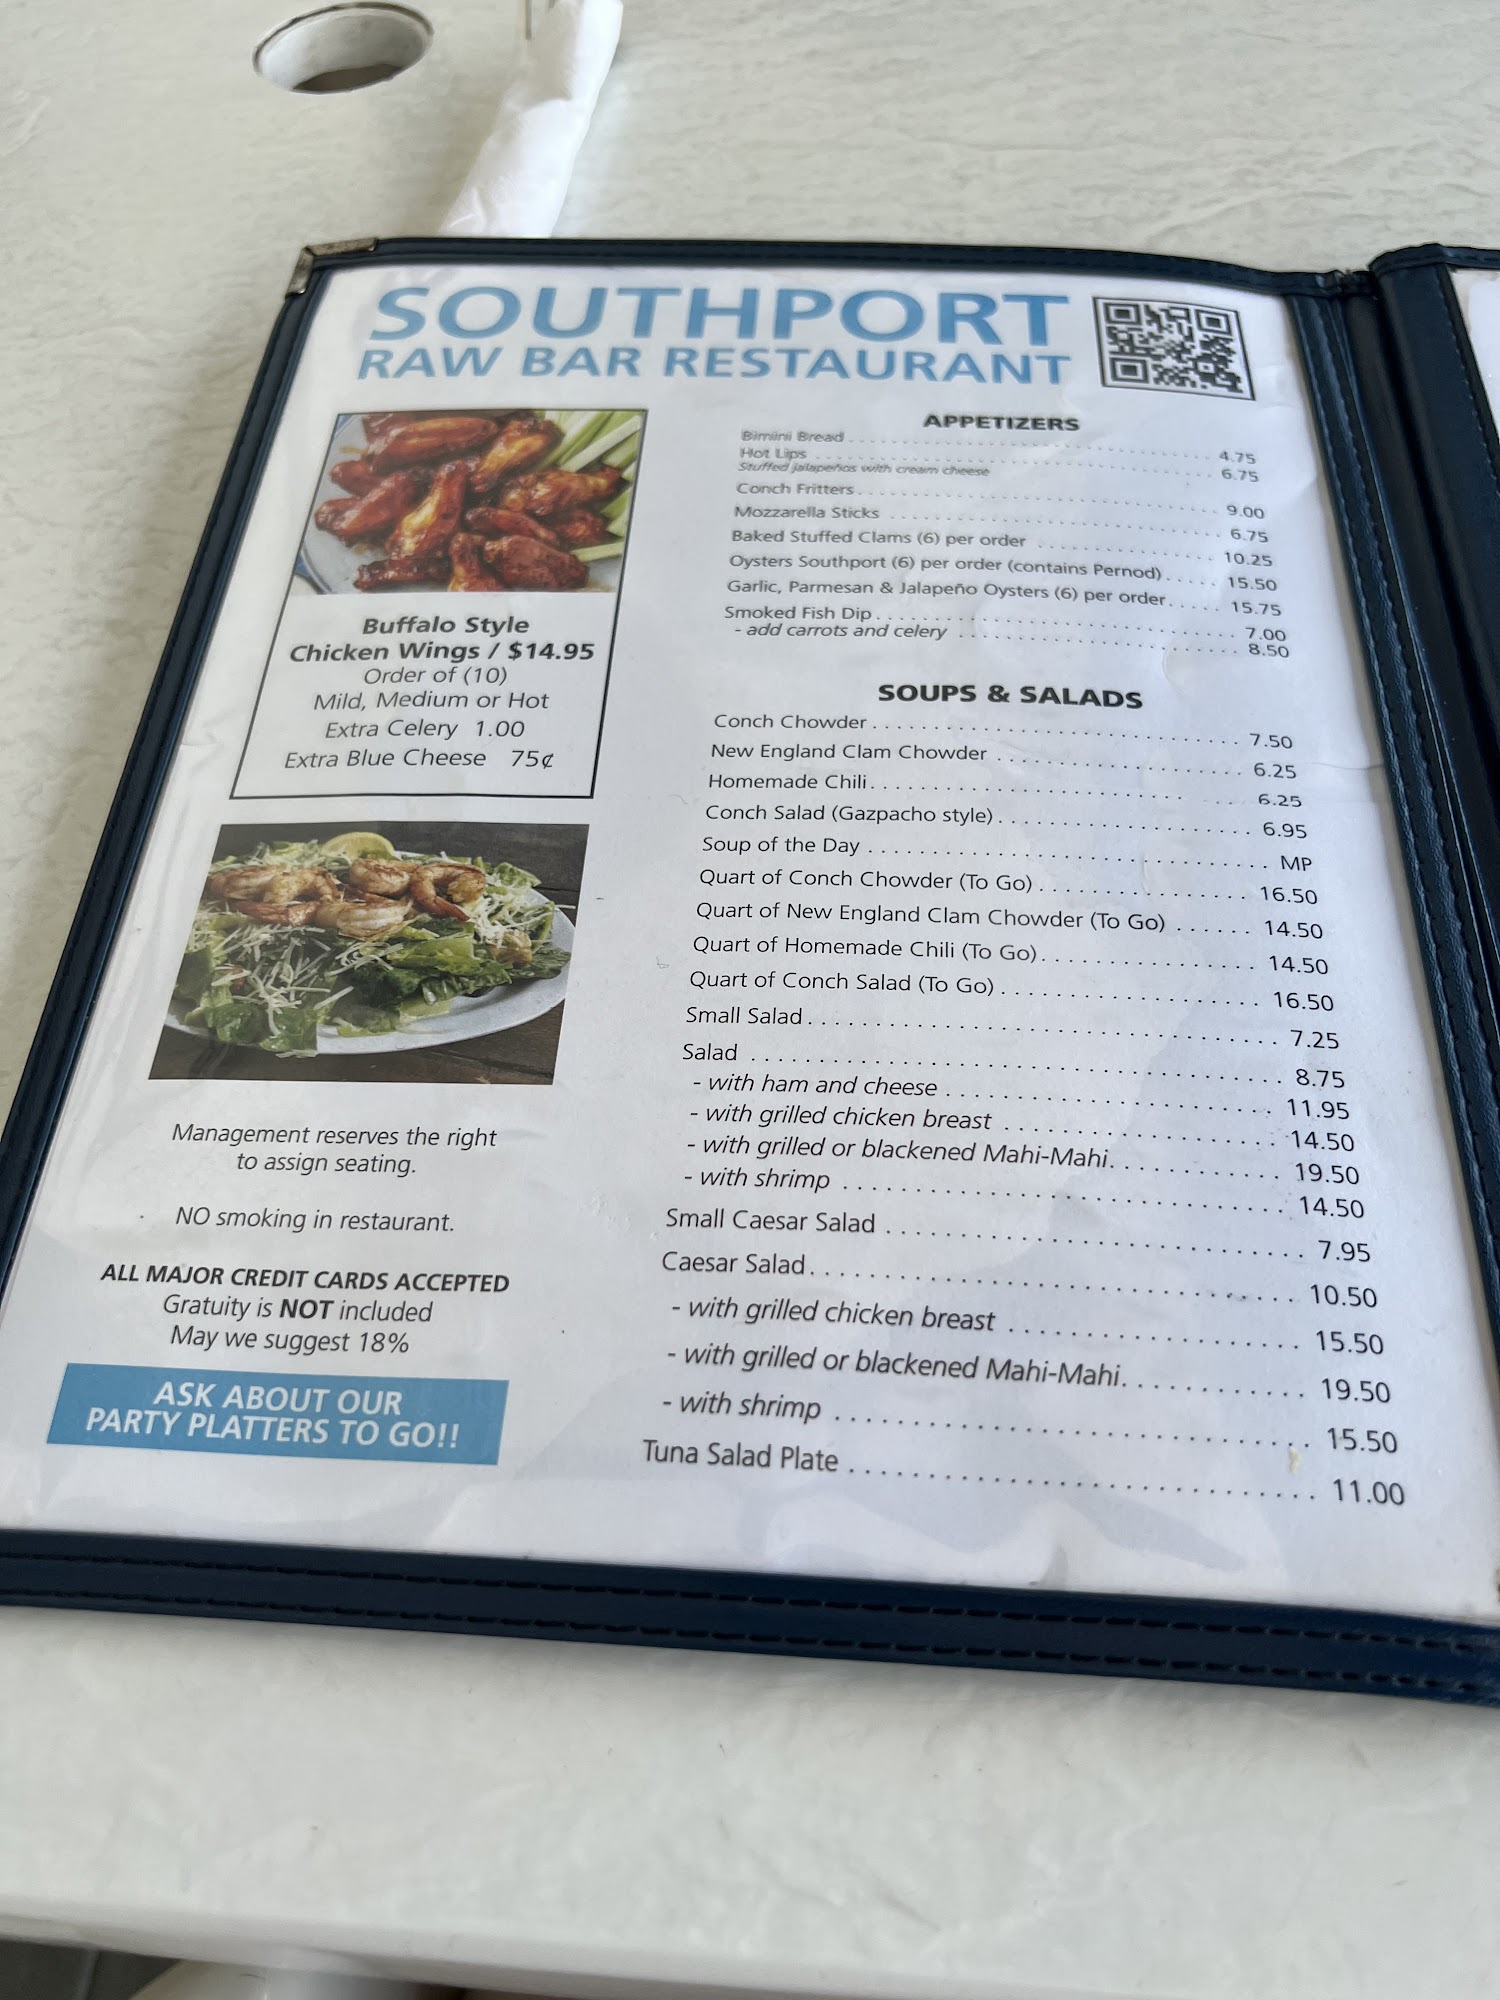 SOUTHPORT
RAW BAR RESTAURANT
Buffalo Style
Chicken Wings / $14.95
Order of (10)
Mild, Medium or Hot
Extra Celery 1.00
Extra Blue Cheese 75¢
Management reserves the right
to assign seating.
NO smoking in restaurant.
ALL MAJOR CREDIT CARDS ACCEPTED
Gratuity is NOT included
May we suggest 18%
ASK ABOUT OUR
PARTY PLATTERS TO GO!!
APPETIZERS
Bimini Bread 4.75
Hot Lips 6.75
Stuffed jalapeños with cream cheese
Conch Fritters 9.00
Mozzarella Sticks 6.75
Baked Stuffed Clams (6) per order 10.25
Oysters Southport (6) per order (contains Pernod) 15.50
Garlic, Parmesan & Jalapeño Oysters (6) per order 15.75
Smoked Fish Dip 7.00
- add carrots and celery 8.50
SOUPS & SALADS
Conch Chowder 7.50
New England Clam Chowder 6.25
Homemade Chili 6.25
Conch Salad (Gazpacho style) 6.95
Soup of the Day MP
Quart of Conch Chowder (To Go) 16.50
Quart of New England Clam Chowder (To Go) 14.50
Quart of Homemade Chili (To Go) 14.50
Quart of Conch Salad (To Go) 16.50
Small Salad 7.25
Salad 8.75
- with ham and cheese 11.95
- with grilled chicken breast 14.50
- with grilled or blackened Mahi-Mahi 19.50
- with shrimp 14.50
Small Caesar Salad 7.95
Caesar Salad 10.50
- with grilled chicken breast 15.50
- with grilled or blackened Mahi-Mahi 19.50
- with shrimp 15.50
Tuna Salad Plate 11.00